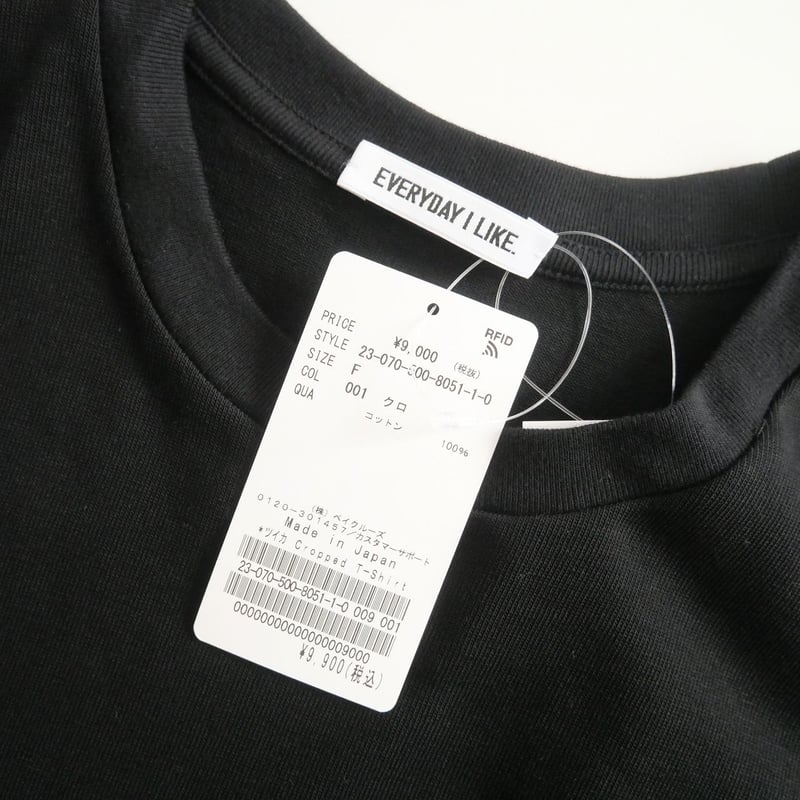 EVERYDAY I LIKE.
RFID
PRICE ¥9,000 (税抜)
STYLE 23-070-500-8051-1-0
SIZE F
COL 001 クロ
QUA コットン 100%
(株) ベイクルーズ
0120-301457/カスタマーサポート
Made in Japan
*ツイカ Cropped T-Shirt
23-070-500-8051-1-0 009 001
0000000000000000009000
¥9,900(税込)